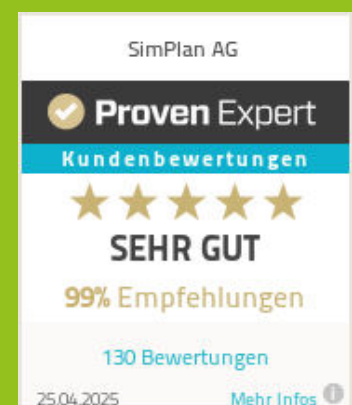 SimPlan AG
Proven Expert
Kundenbewertungen
SEHR GUT
99% Empfehlungen
130 Bewertungen
25.04.2025 Mehr Infos i